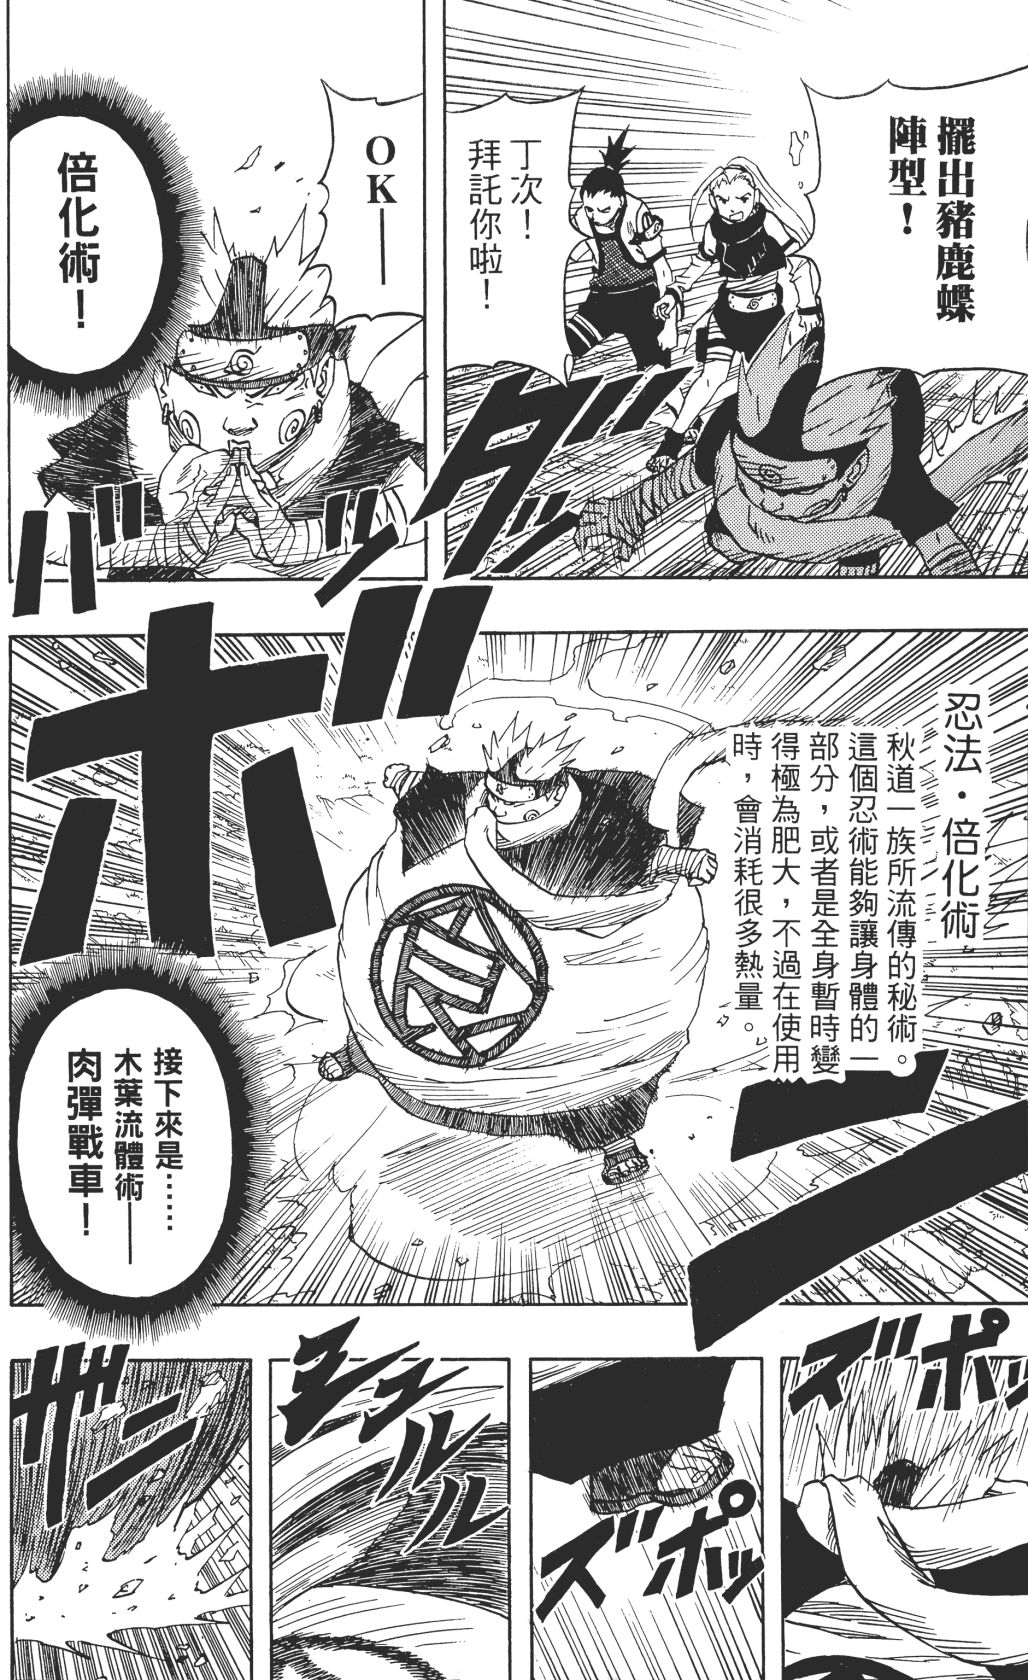 擺出豬鹿蝶
陣型！
丁次！
拜託你啦！
ダッ
OK——
倍化術！
バッ
忍法・倍化術
秋道一族所流傳的秘術。
這個忍術能夠讓身體的一
部分，或者是全身暫時變
得極為肥大，不過在使用
時，會消耗很多熱量。
ボン
接下來是……
木葉流體術——
肉彈戰車！
ズポッ
ズポッ
シュルルル
ザザ